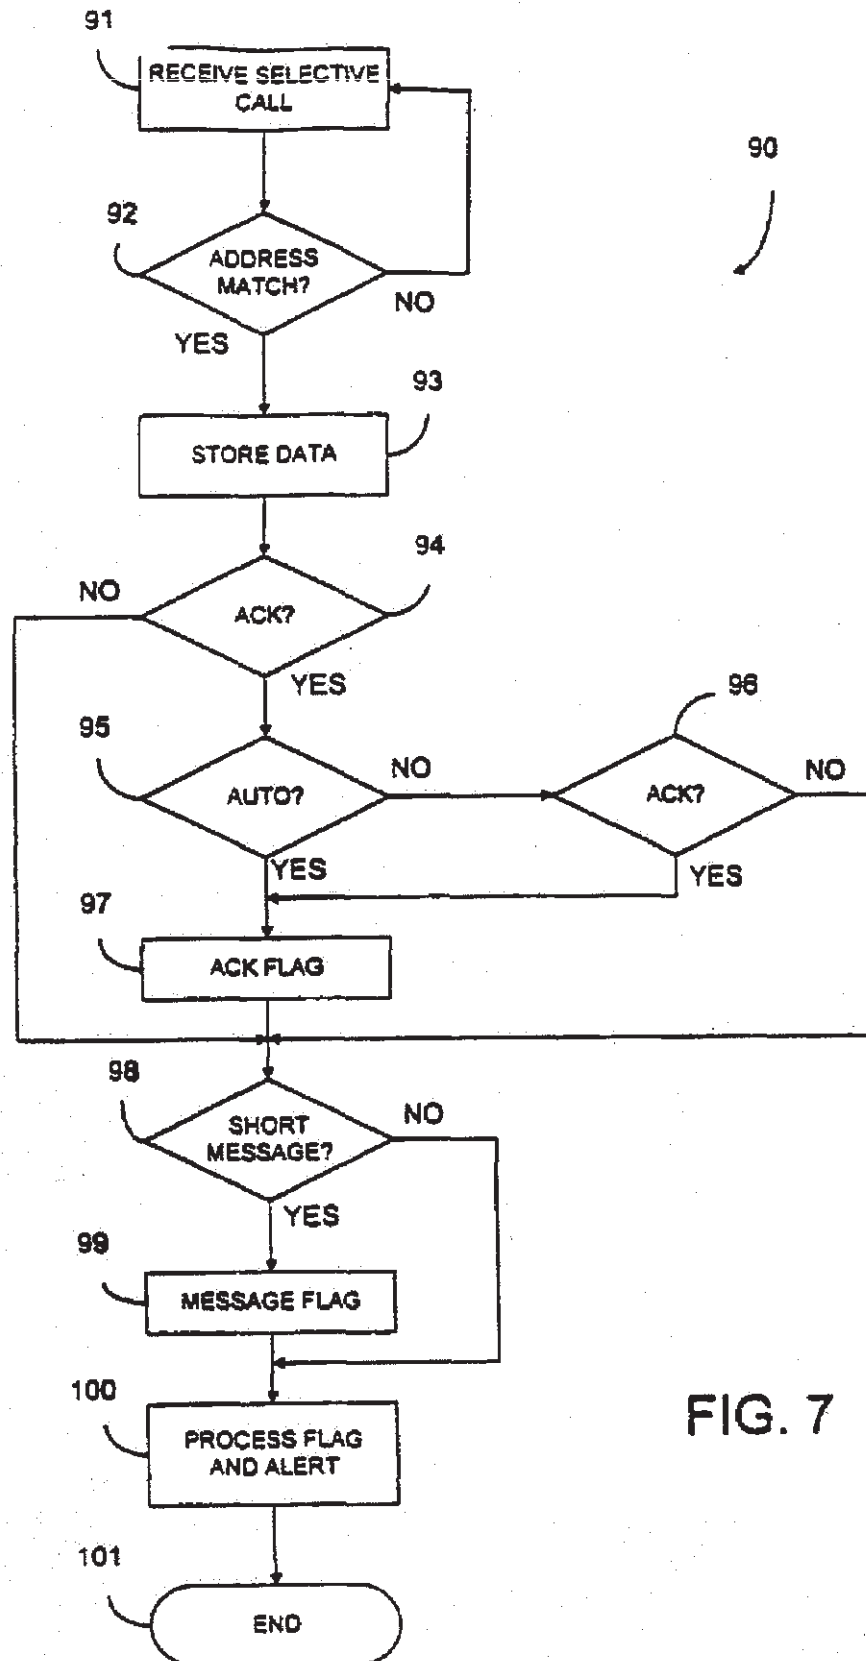 91
RECEIVE SELECTIVE
CALL
90
92
ADDRESS
MATCH?
NO
YES
93
STORE DATA
94
NO
ACK?
YES
96
95
AUTO?
NO
ACK?
NO
YES
YES
97
ACK FLAG
98
SHORT
MESSAGE?
NO
YES
99
MESSAGE FLAG
100
PROCESS FLAG
AND ALERT
FIG. 7
101
END